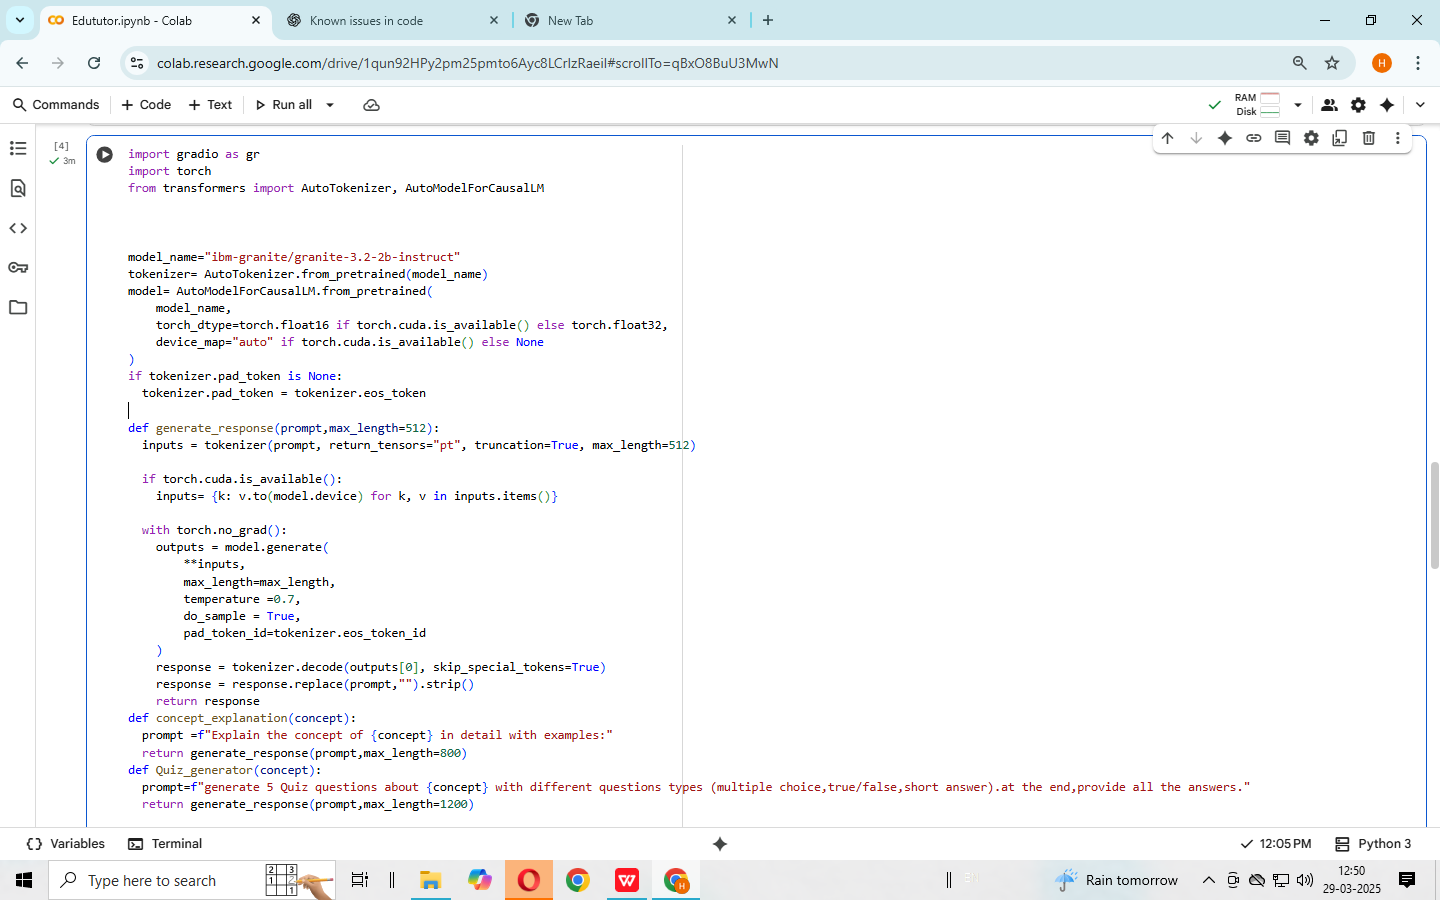 Edututor.ipynb - Colab
Known issues in code
New Tab
colab.research.google.com/drive/1qun92HPy2pm25pmto6Ayc8LCrIzRaeiI#scrollTo=qBxO8BuU3MwN
H
Commands
+ Code
+ Text
Run all
RAM
Disk
[4]
3m
import gradio as gr
import torch
from transformers import AutoTokenizer, AutoModelForCausalLM
model_name="ibm-granite/granite-3.2-2b-instruct"
tokenizer= AutoTokenizer.from_pretrained(model_name)
model= AutoModelForCausalLM.from_pretrained(
    model_name,
    torch_dtype=torch.float16 if torch.cuda.is_available() else torch.float32,
    device_map="auto" if torch.cuda.is_available() else None
)
if tokenizer.pad_token is None:
  tokenizer.pad_token = tokenizer.eos_token
def generate_response(prompt,max_length=512):
  inputs = tokenizer(prompt, return_tensors="pt", truncation=True, max_length=512)
  if torch.cuda.is_available():
    inputs= {k: v.to(model.device) for k, v in inputs.items()}
  with torch.no_grad():
    outputs = model.generate(
        **inputs,
        max_length=max_length,
        temperature =0.7,
        do_sample = True,
        pad_token_id=tokenizer.eos_token_id
    )
    response = tokenizer.decode(outputs[0], skip_special_tokens=True)
    response = response.replace(prompt,"").strip()
    return response
def concept_explanation(concept):
  prompt =f"Explain the concept of {concept} in detail with examples:"
  return generate_response(prompt,max_length=800)
def Quiz_generator(concept):
  prompt=f"generate 5 Quiz questions about {concept} with different questions types (multiple choice,true/false,short answer).at the end,provide all the answers."
  return generate_response(prompt,max_length=1200)
Variables
Terminal
12:05 PM
Python 3
Type here to search
Rain tomorrow
12:50
29-03-2025